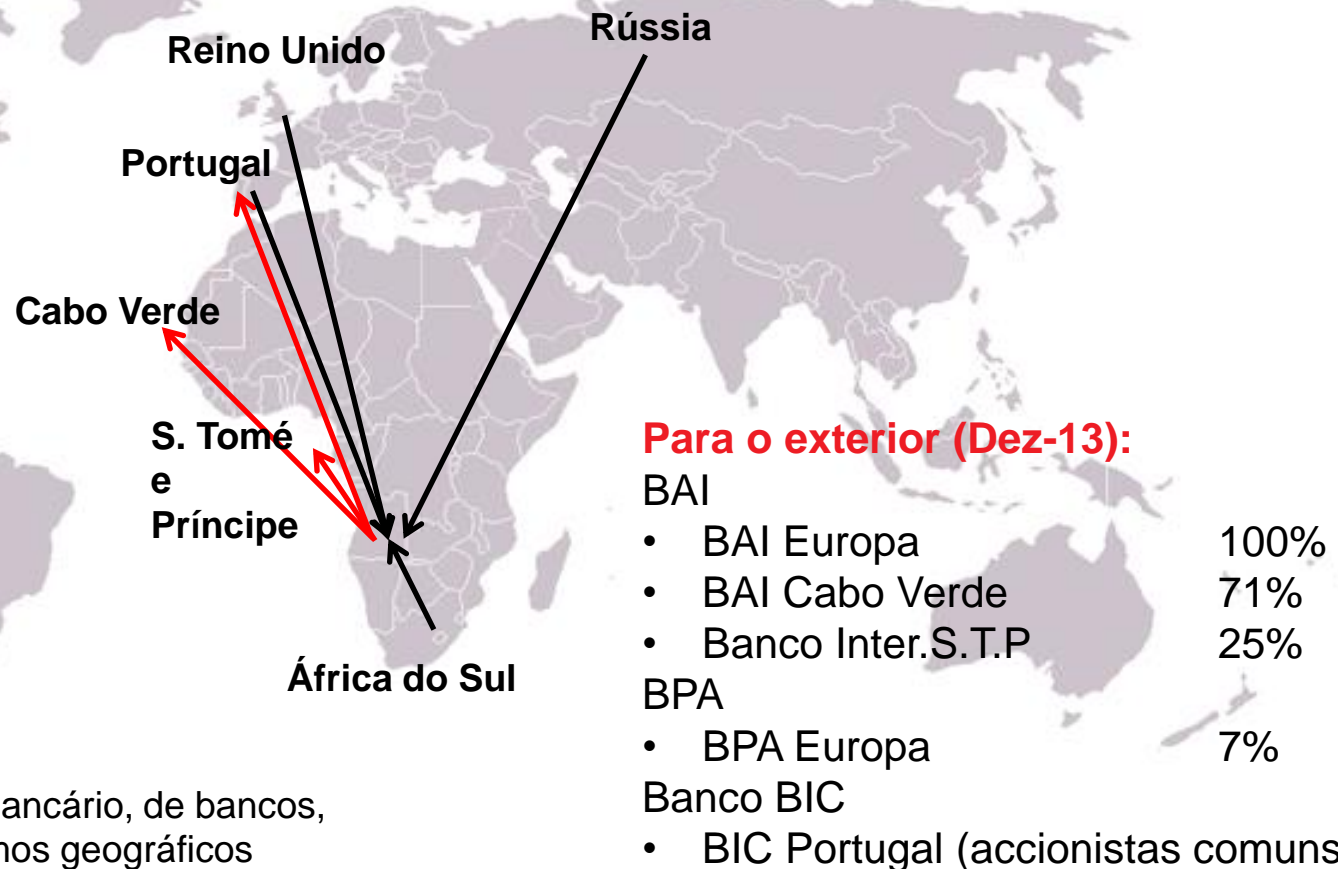 Rússia
Reino Unido
Portugal
Cabo Verde
S. Tomé
e
Príncipe
África do Sul
Para o exterior (Dez-13):
BAI
• BAI Europa 100%
• BAI Cabo Verde 71%
• Banco Inter.S.T.P 25%
BPA
• BPA Europa 7%
Banco BIC
• BIC Portugal (accionistas comuns
ancário, de bancos,
nos geográficos